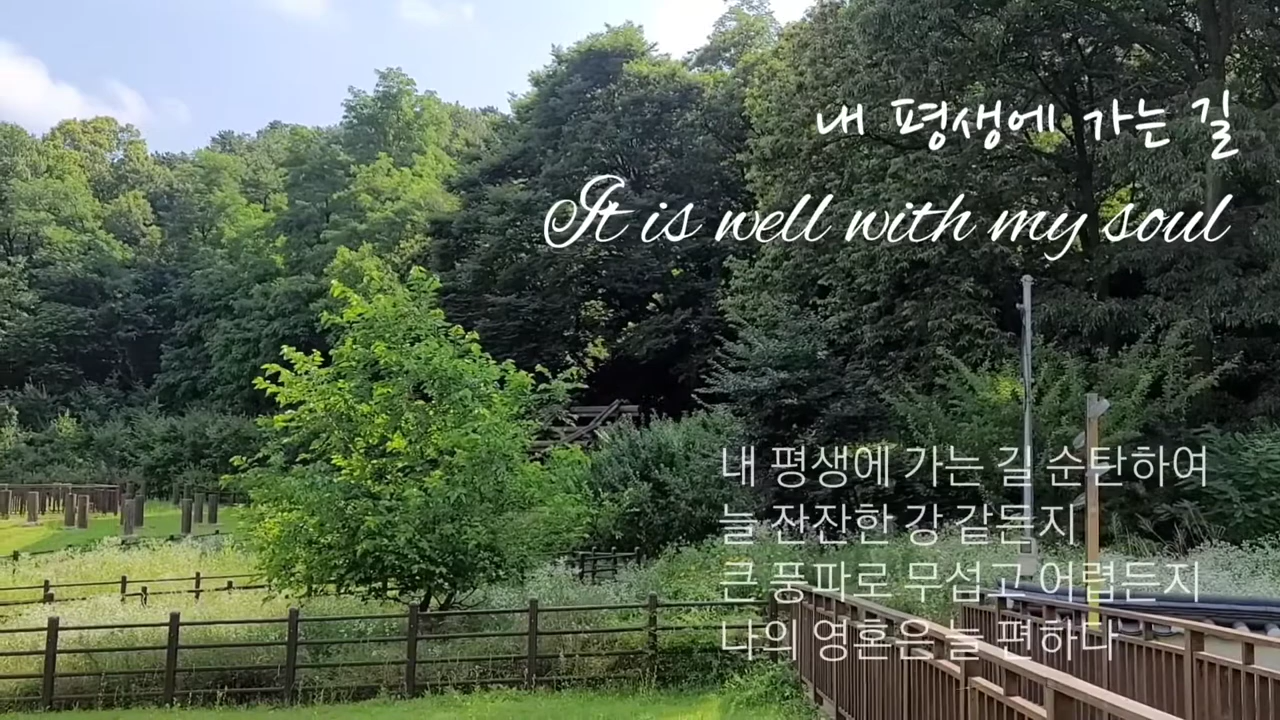 내 평생에 가는 길
It is well with my soul
내 평생에 가는 길 순탄하여
늘 잔잔한 강 같든지
큰 풍파로 무섭고 어렵든지
나의 영혼은 늘 편하다